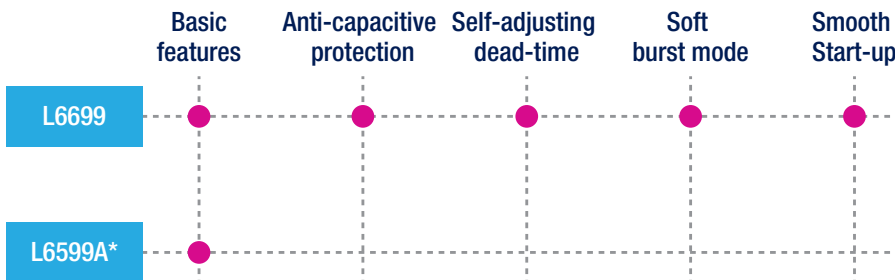 Basic
features
Anti-capacitive
protection
Self-adjusting
dead-time
Soft
burst mode
Smooth
Start-up
L6699
L6599A*